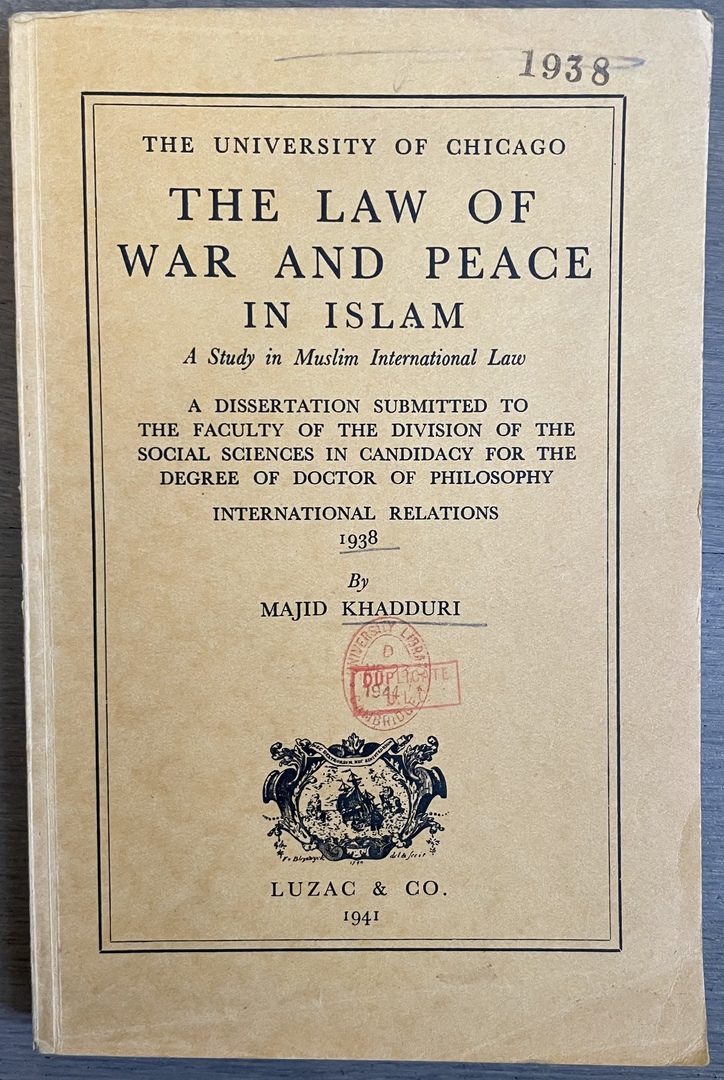 1938
THE UNIVERSITY OF CHICAGO
THE LAW OF
WAR AND PEACE
IN ISLAM
A Study in Muslim International Law
A DISSERTATION SUBMITTED TO
THE FACULTY OF THE DIVISION OF THE
SOCIAL SCIENCES IN CANDIDACY FOR THE
DEGREE OF DOCTOR OF PHILOSOPHY
INTERNATIONAL RELATIONS
1938
By
MAJID KHADDURI
UNIVERSITY LIBRARY
D
DUPLICATE
1944
U.L.
CAMBRIDGE
LUZAC & CO.
1941